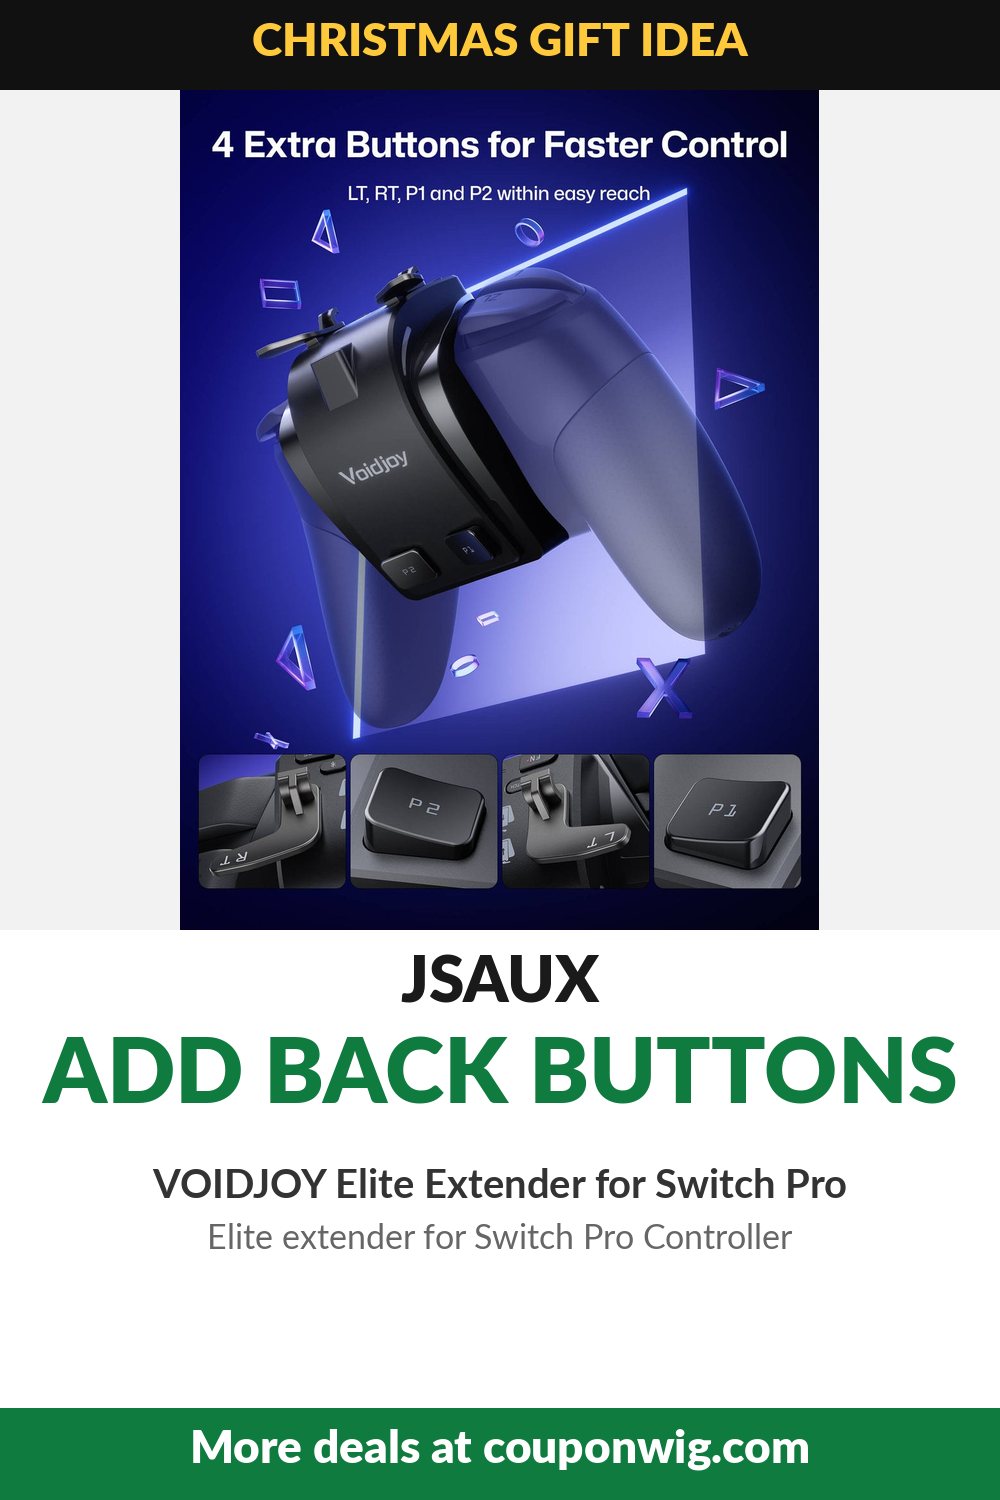 CHRISTMAS GIFT IDEA
4 Extra Buttons for Faster Control
LT, RT, P1 and P2 within easy reach
Voidjoy
P2
P1
RT
P2
LT
P1
JSAUX
ADD BACK BUTTONS
VOIDJOY Elite Extender for Switch Pro
Elite extender for Switch Pro Controller
More deals at couponwig.com